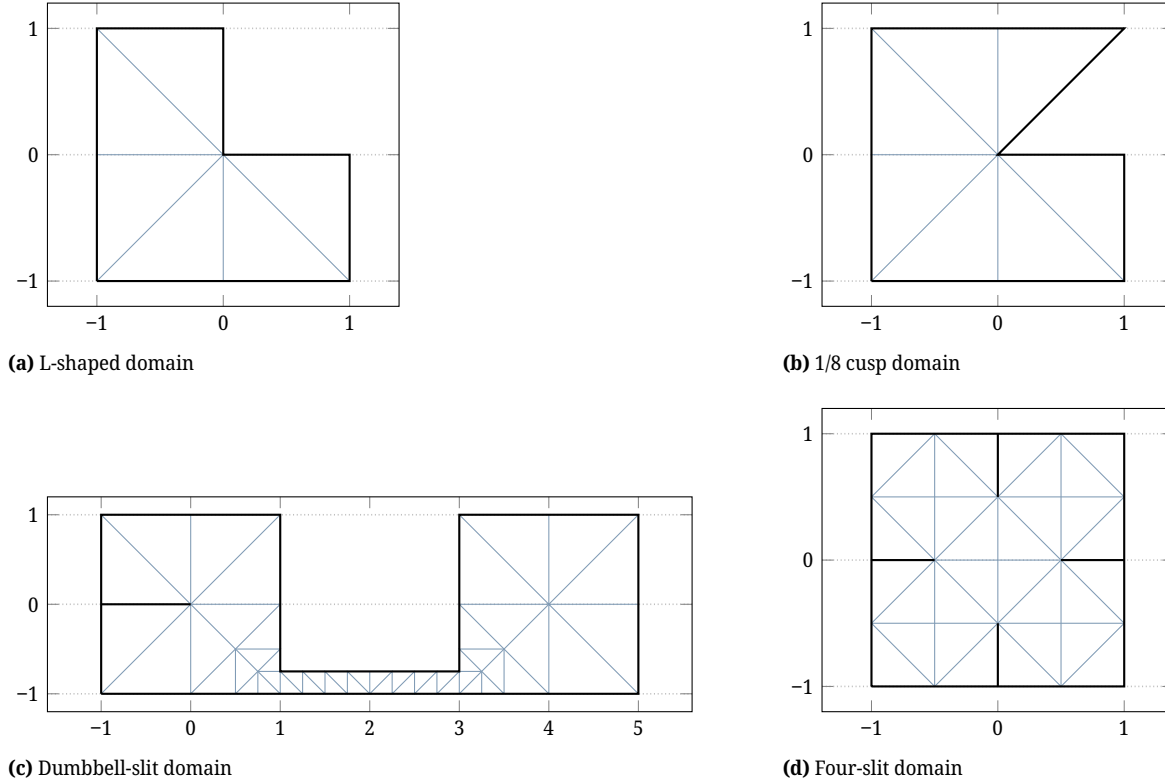 1
0
−1
−1 0 1
(a) L-shaped domain
1
0
−1
−1 0 1
(b) 1/8 cusp domain
1
0
−1
−1 0 1 2 3 4 5
(c) Dumbbell-slit domain
1
0
−1
−1 0 1
(d) Four-slit domain